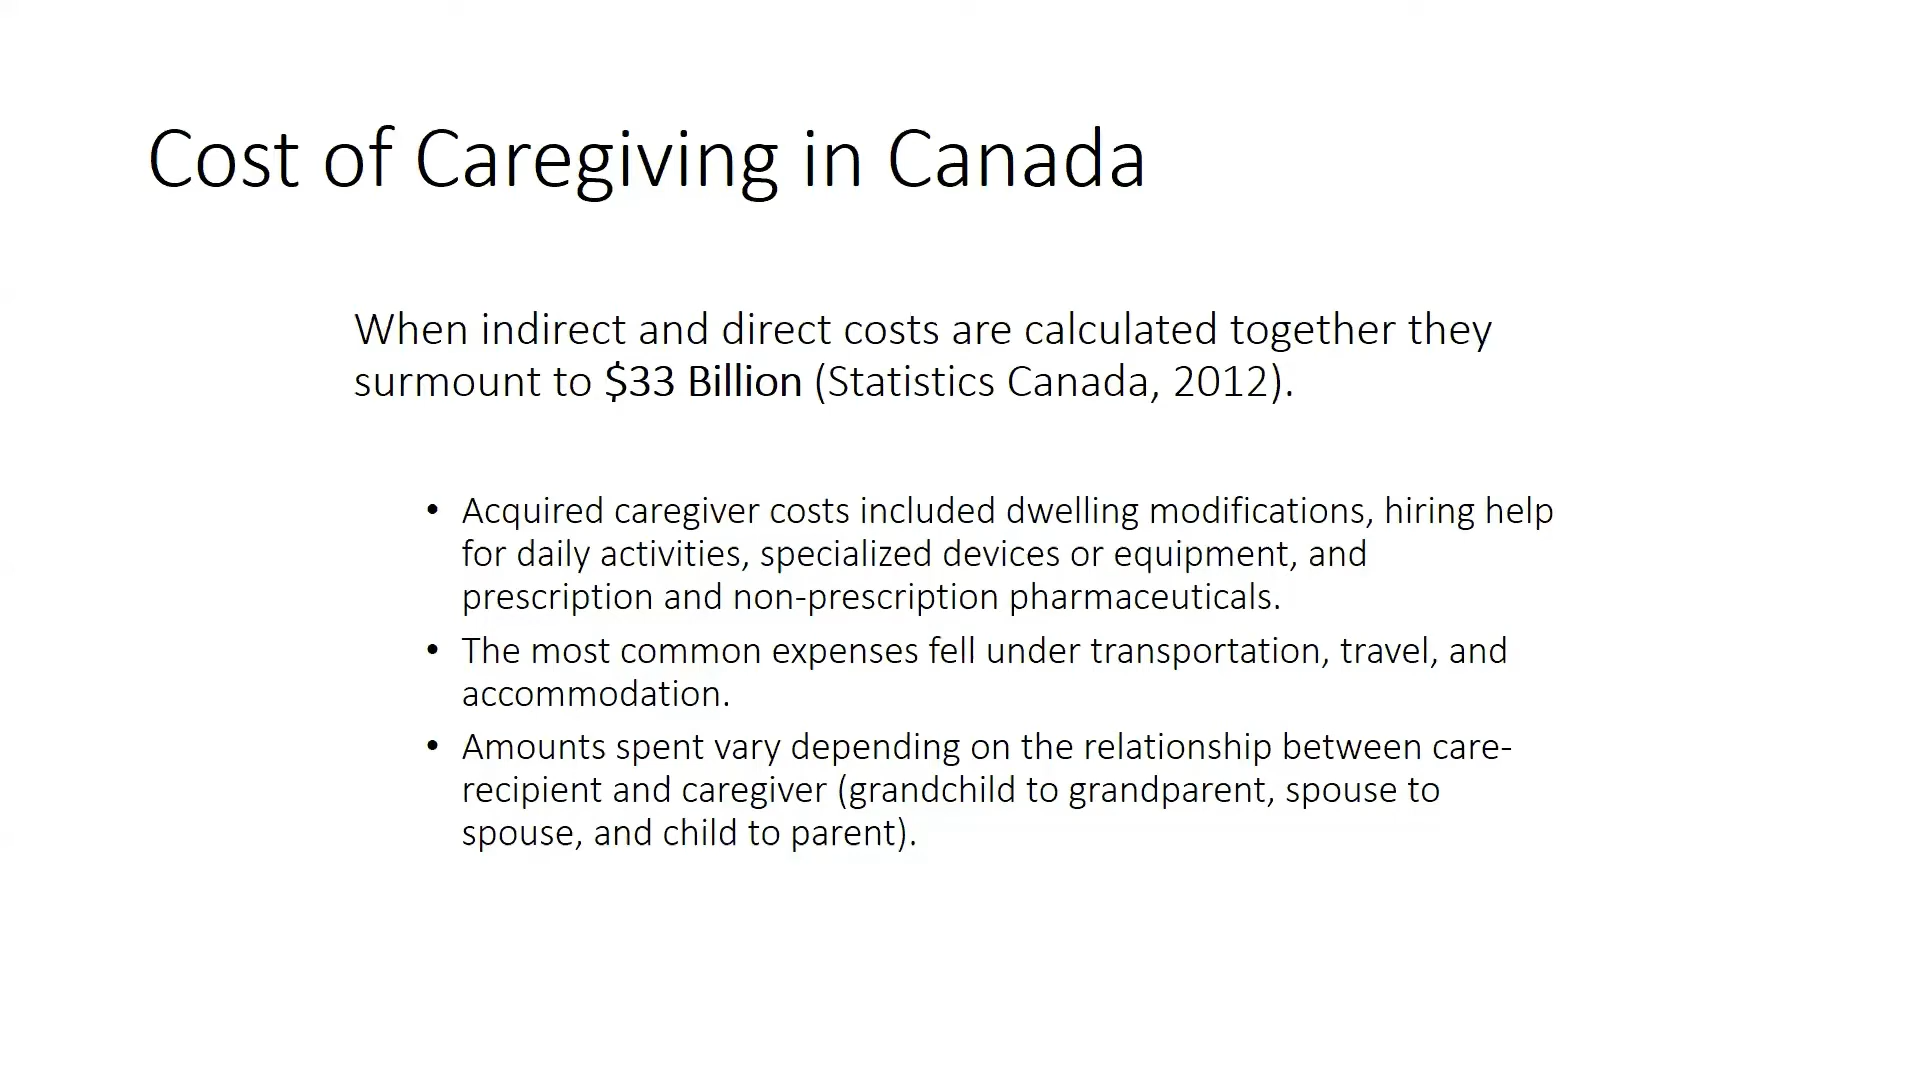 Cost of Caregiving in Canada
When indirect and direct costs are calculated together they
surmount to $33 Billion (Statistics Canada, 2012).
• Acquired caregiver costs included dwelling modifications, hiring help
for daily activities, specialized devices or equipment, and
prescription and non-prescription pharmaceuticals.
• The most common expenses fell under transportation, travel, and
accommodation.
• Amounts spent vary depending on the relationship between care-
recipient and caregiver (grandchild to grandparent, spouse to
spouse, and child to parent).